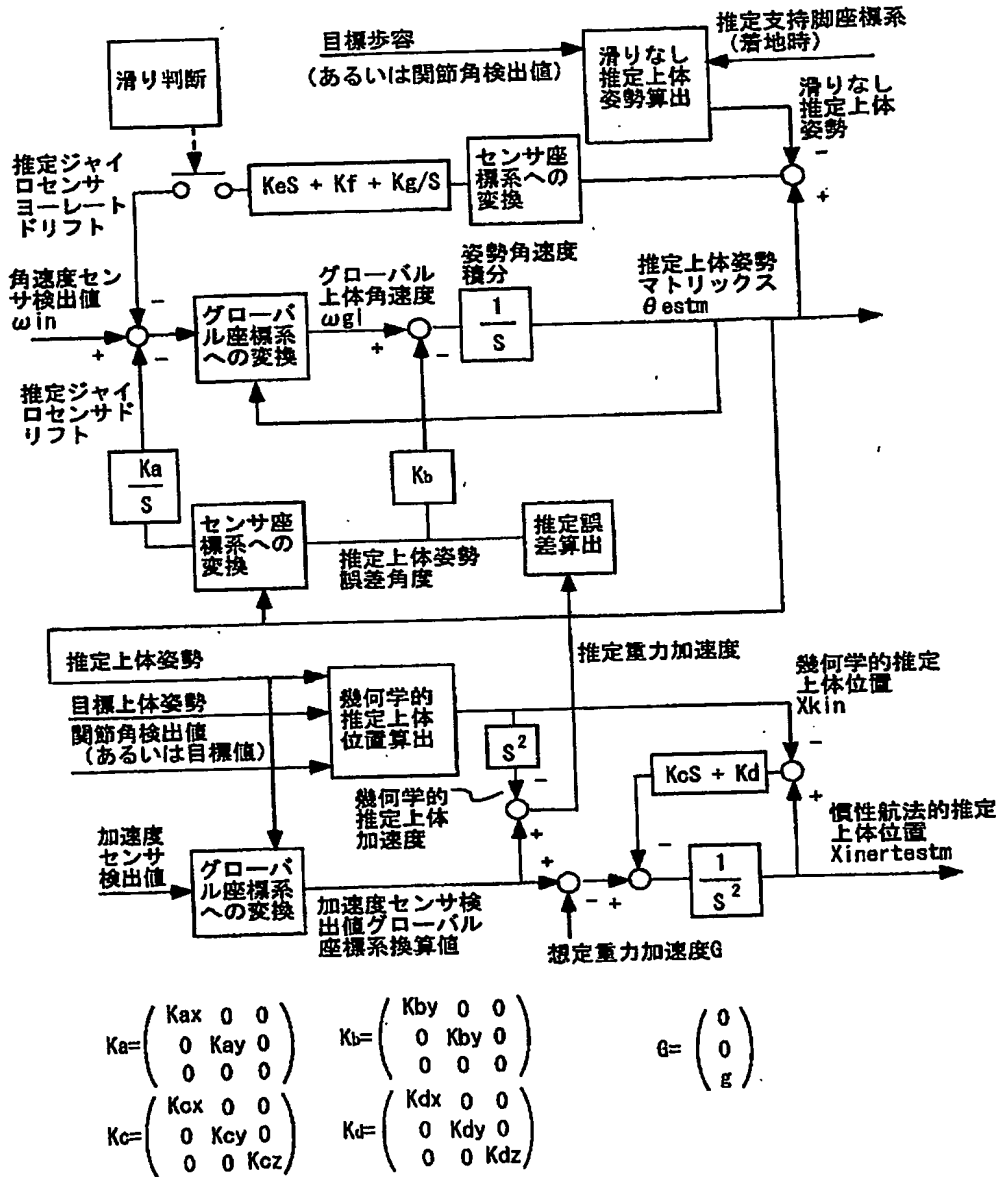 目標歩容
(あるいは関節角検出値)
推定支持脚座標系
(着地時)
滑り判断
滑りなし
推定上体
姿勢算出
滑りなし
推定上体
姿勢
-
+
推定ジャイ
ロセンサ
ヨーレート
ドリフト
KeS + Kf + Kg/S
センサ座
標系への
変換
角速度セン
サ検出値
ωin
-
+
-
グローバ
ル座標系
への変換
グローバル
上体角速度
ωgl
+
-
姿勢角速度
積分
1
S
推定上体姿勢
マトリックス
θestm
推定ジャイ
ロセンサド
リフト
Ka
S
Kb
センサ座
標系への
変換
推定上体姿勢
誤差角度
推定誤
差算出
推定上体姿勢
目標上体姿勢
関節角検出値
(あるいは目標値)
幾何学的
推定上体
位置算出
推定重力加速度
幾何学的推定
上体位置
Xkin
S2
-
+
幾何学的
推定上体
加速度
KcS + Kd
-
+
慣性航法的推定
上体位置
Xinertestm
加速度
センサ
検出値
グローバ
ル座標系
への変換
加速度センサ検
出値グローバル
座標系換算値
+
-
+
-
1
S2
想定重力加速度G
Ka=
Kax 0 0
0 Kay 0
0 0 0
Kb=
Kby 0 0
0 Kby 0
0 0 0
G=
0
0
g
Kc=
Kcx 0 0
0 Kcy 0
0 0 Kcz
Kd=
Kdx 0 0
0 Kdy 0
0 0 Kdz